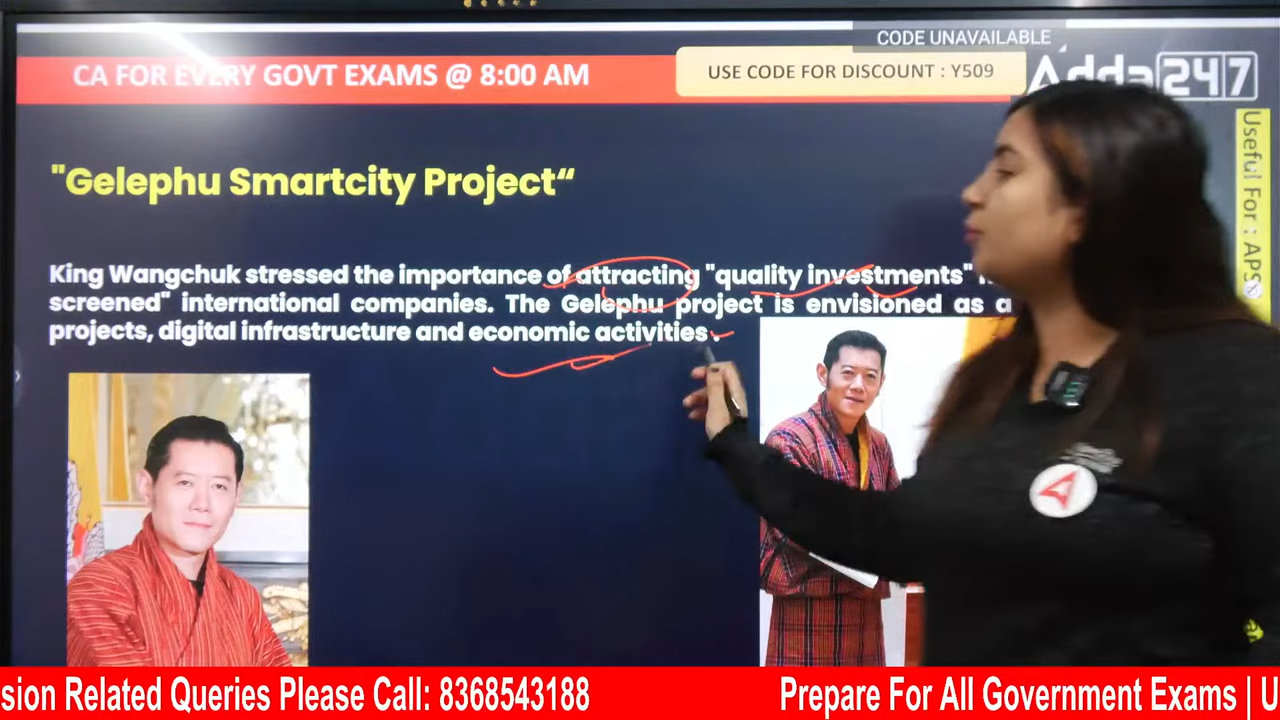 CODE UNAVAILABLE
CA FOR EVERY GOVT EXAMS @ 8:00 AM
USE CODE FOR DISCOUNT : Y509
Adda 247
Useful For : APS
"Gelephu Smartcity Project“
King Wangchuk stressed the importance of attracting "quality investments"
screened" international companies. The Gelephu project is envisioned as a
projects, digital infrastructure and economic activities .
sion Related Queries Please Call: 8368543188
Prepare For All Government Exams | U